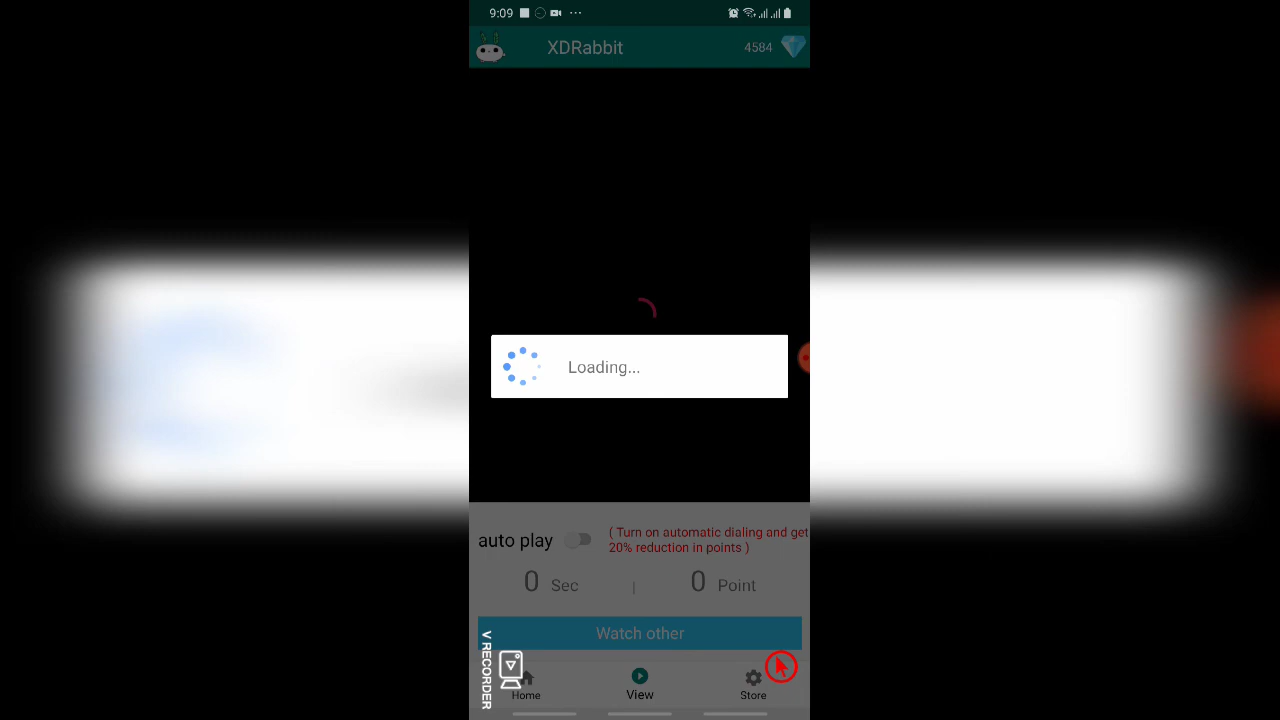 9:09
XDRabbit
4584
Loading...
auto play
( Turn on automatic dialing and get
20% reduction in points )
0 Sec | 0 Point
Watch other
V RECORDER
Home
View
Store